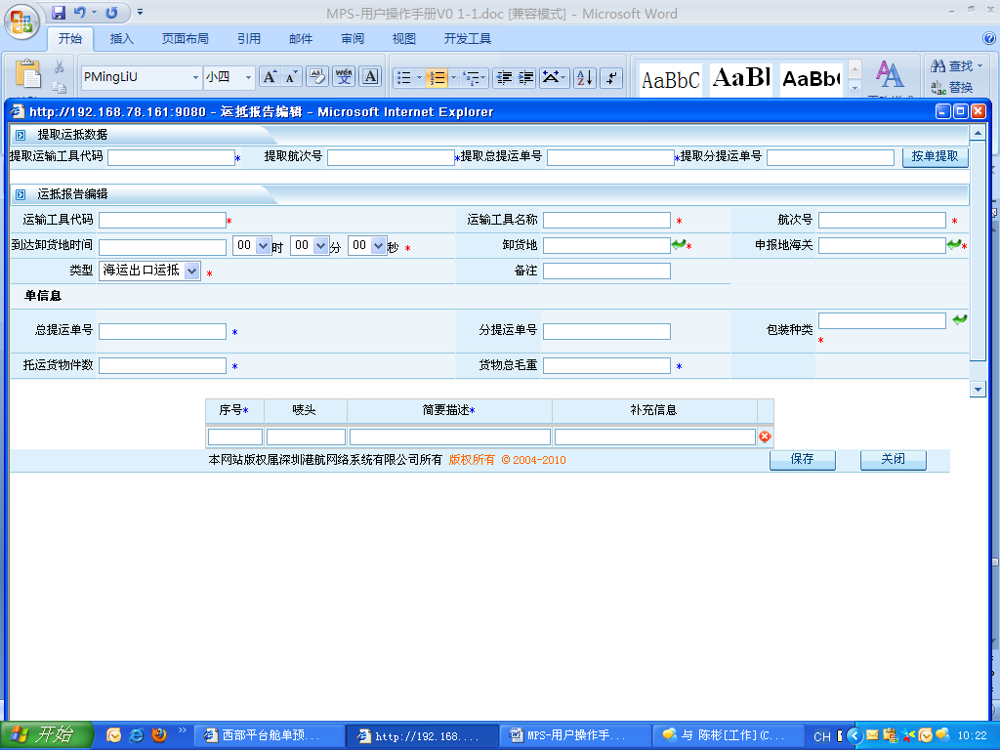 MPS-用户操作手册V0 1-1.doc [兼容模式] - Microsoft Word
开始 插入 页面布局 引用 邮件 审阅 视图 开发工具
PMingLiU 小四 A A wén 文 A AaBbC AaBl AaBb 查找
替换
http://192.168.78.161:9080 - 运抵报告编辑 - Microsoft Internet Explorer
提取运抵数据
提取运输工具代码 * 提取航次号 *提取总提运单号 *提取分提运单号 按单提取
运抵报告编辑
运输工具代码 * 运输工具名称 * 航次号 *
到达卸货地时间 00 时 00 分 00 秒 * 卸货地 * 申报地海关 *
类型 海运出口运抵 * 备注
单信息
总提运单号 * 分提运单号 包装种类 *
托运货物件数 * 货物总毛重 *
序号* 唛头 简要描述* 补充信息
本网站版权属深圳港航网络系统有限公司所有 版权所有 © 2004-2010 保存 关闭
开始 西部平台舱单预... http://192.168.... MPS-用户操作手... 与 陈彬[工作] (C... CH 10:22